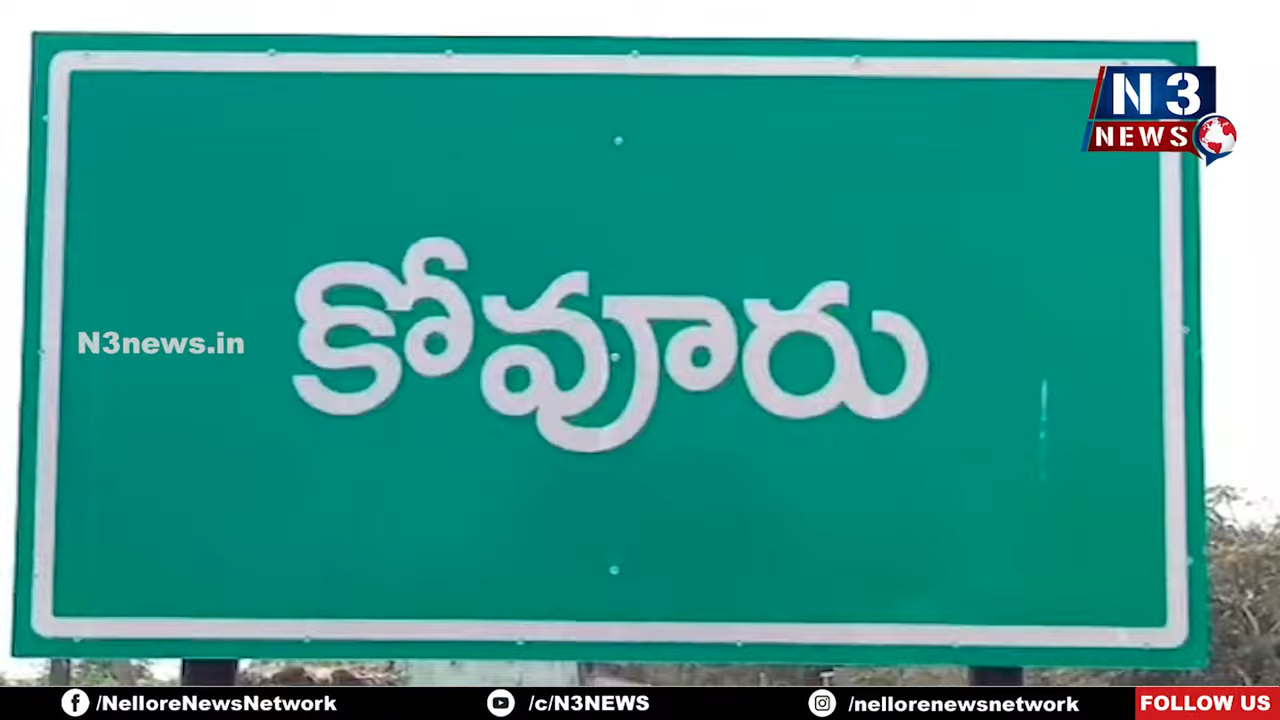 N3
NEWS
N3news.in
కోవూరు
/NelloreNewsNetwork
/c/N3NEWS
/nellorenewsnetwork
FOLLOW US